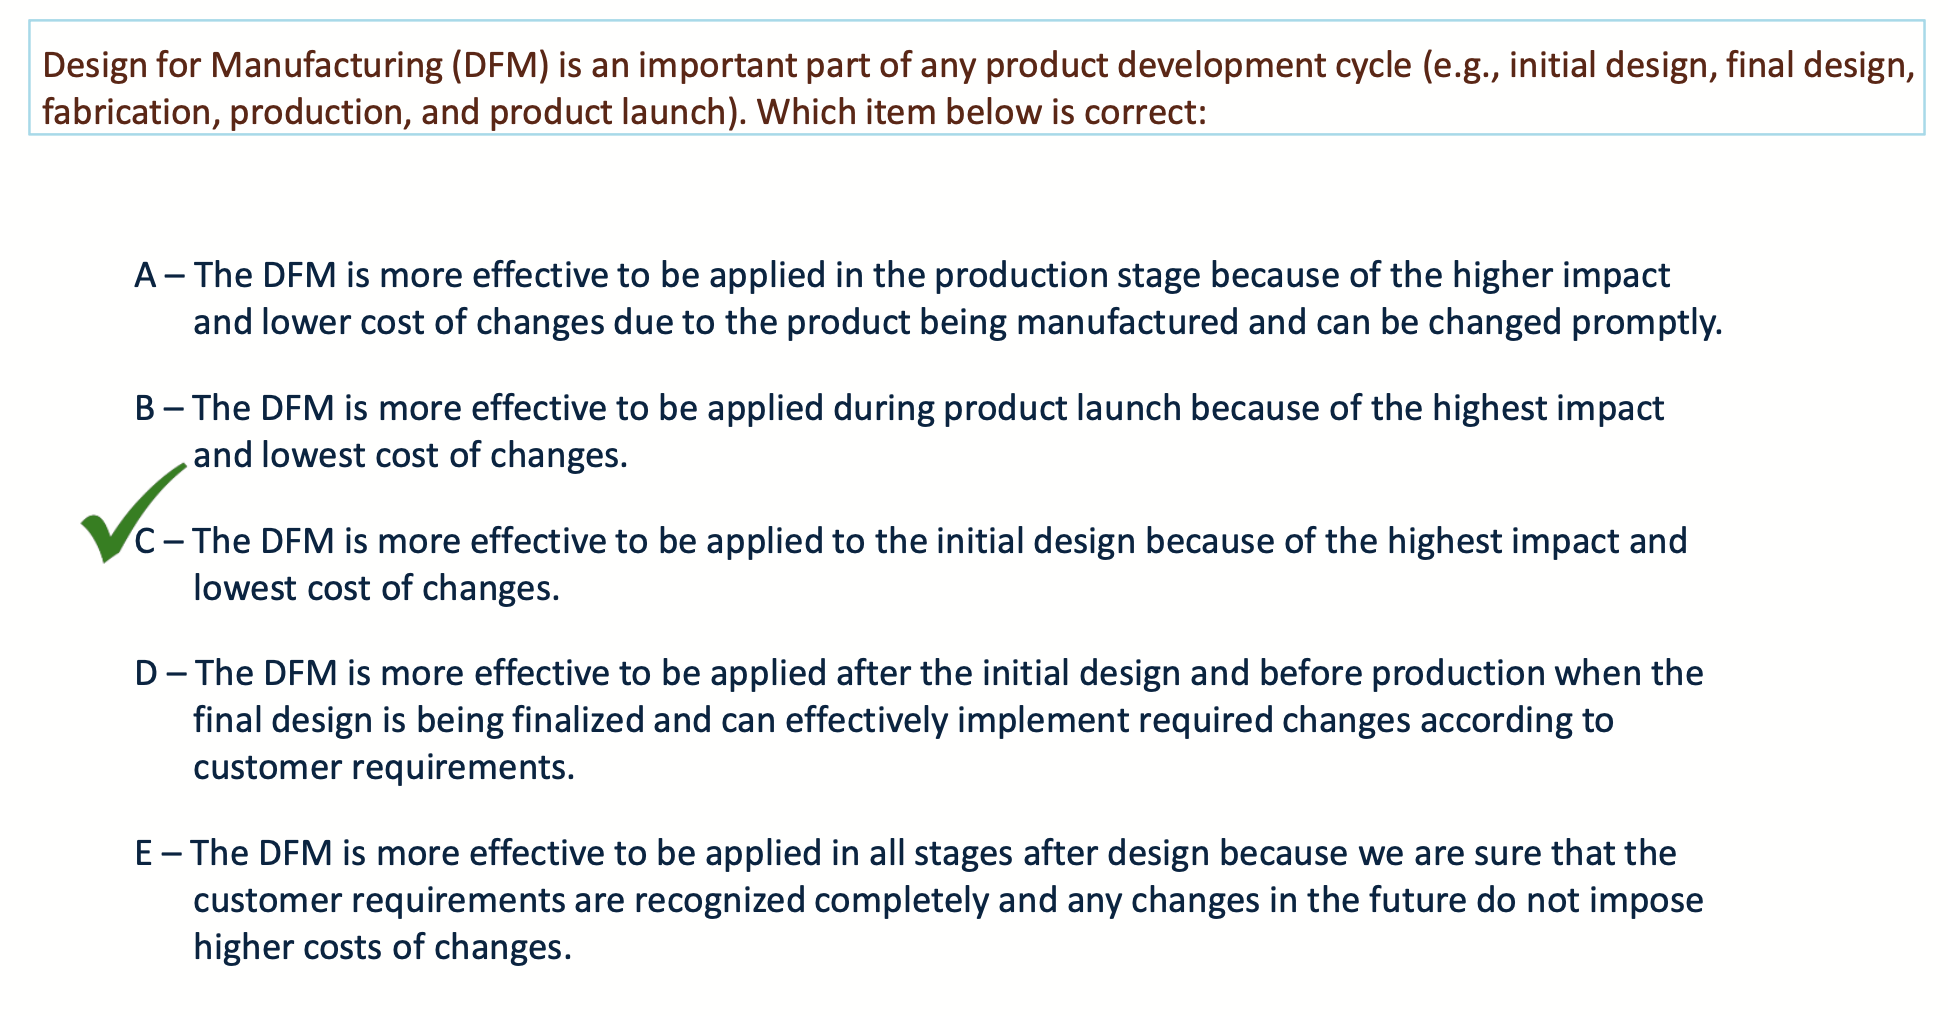 Design for Manufacturing (DFM) is an important part of any product development cycle (e.g., initial design, final design,
fabrication, production, and product launch). Which item below is correct:
A – The DFM is more effective to be applied in the production stage because of the higher impact
and lower cost of changes due to the product being manufactured and can be changed promptly.
B – The DFM is more effective to be applied during product launch because of the highest impact
and lowest cost of changes.
C – The DFM is more effective to be applied to the initial design because of the highest impact and
lowest cost of changes.
D – The DFM is more effective to be applied after the initial design and before production when the
final design is being finalized and can effectively implement required changes according to
customer requirements.
E – The DFM is more effective to be applied in all stages after design because we are sure that the
customer requirements are recognized completely and any changes in the future do not impose
higher costs of changes.